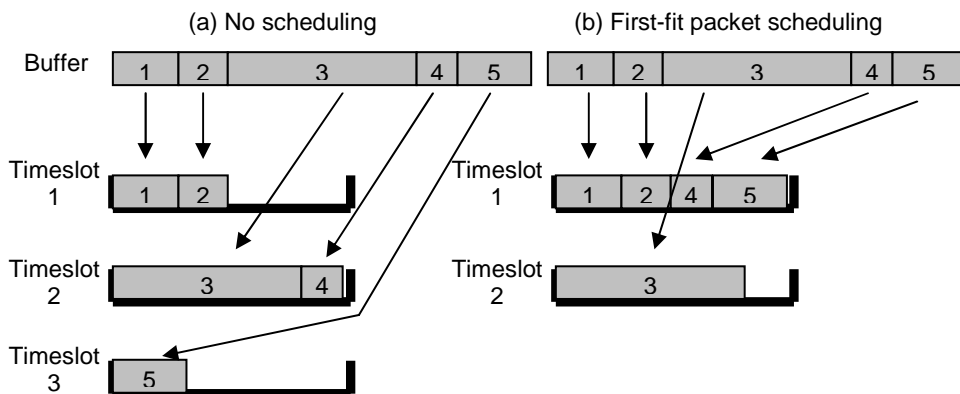 (a) No scheduling
(b) First-fit packet scheduling
Buffer
1 2 3 4 5
1 2 3 4 5
Timeslot
1
1 2
Timeslot
1
1 2 4 5
Timeslot
2
3 4
Timeslot
2
3
Timeslot
3
5